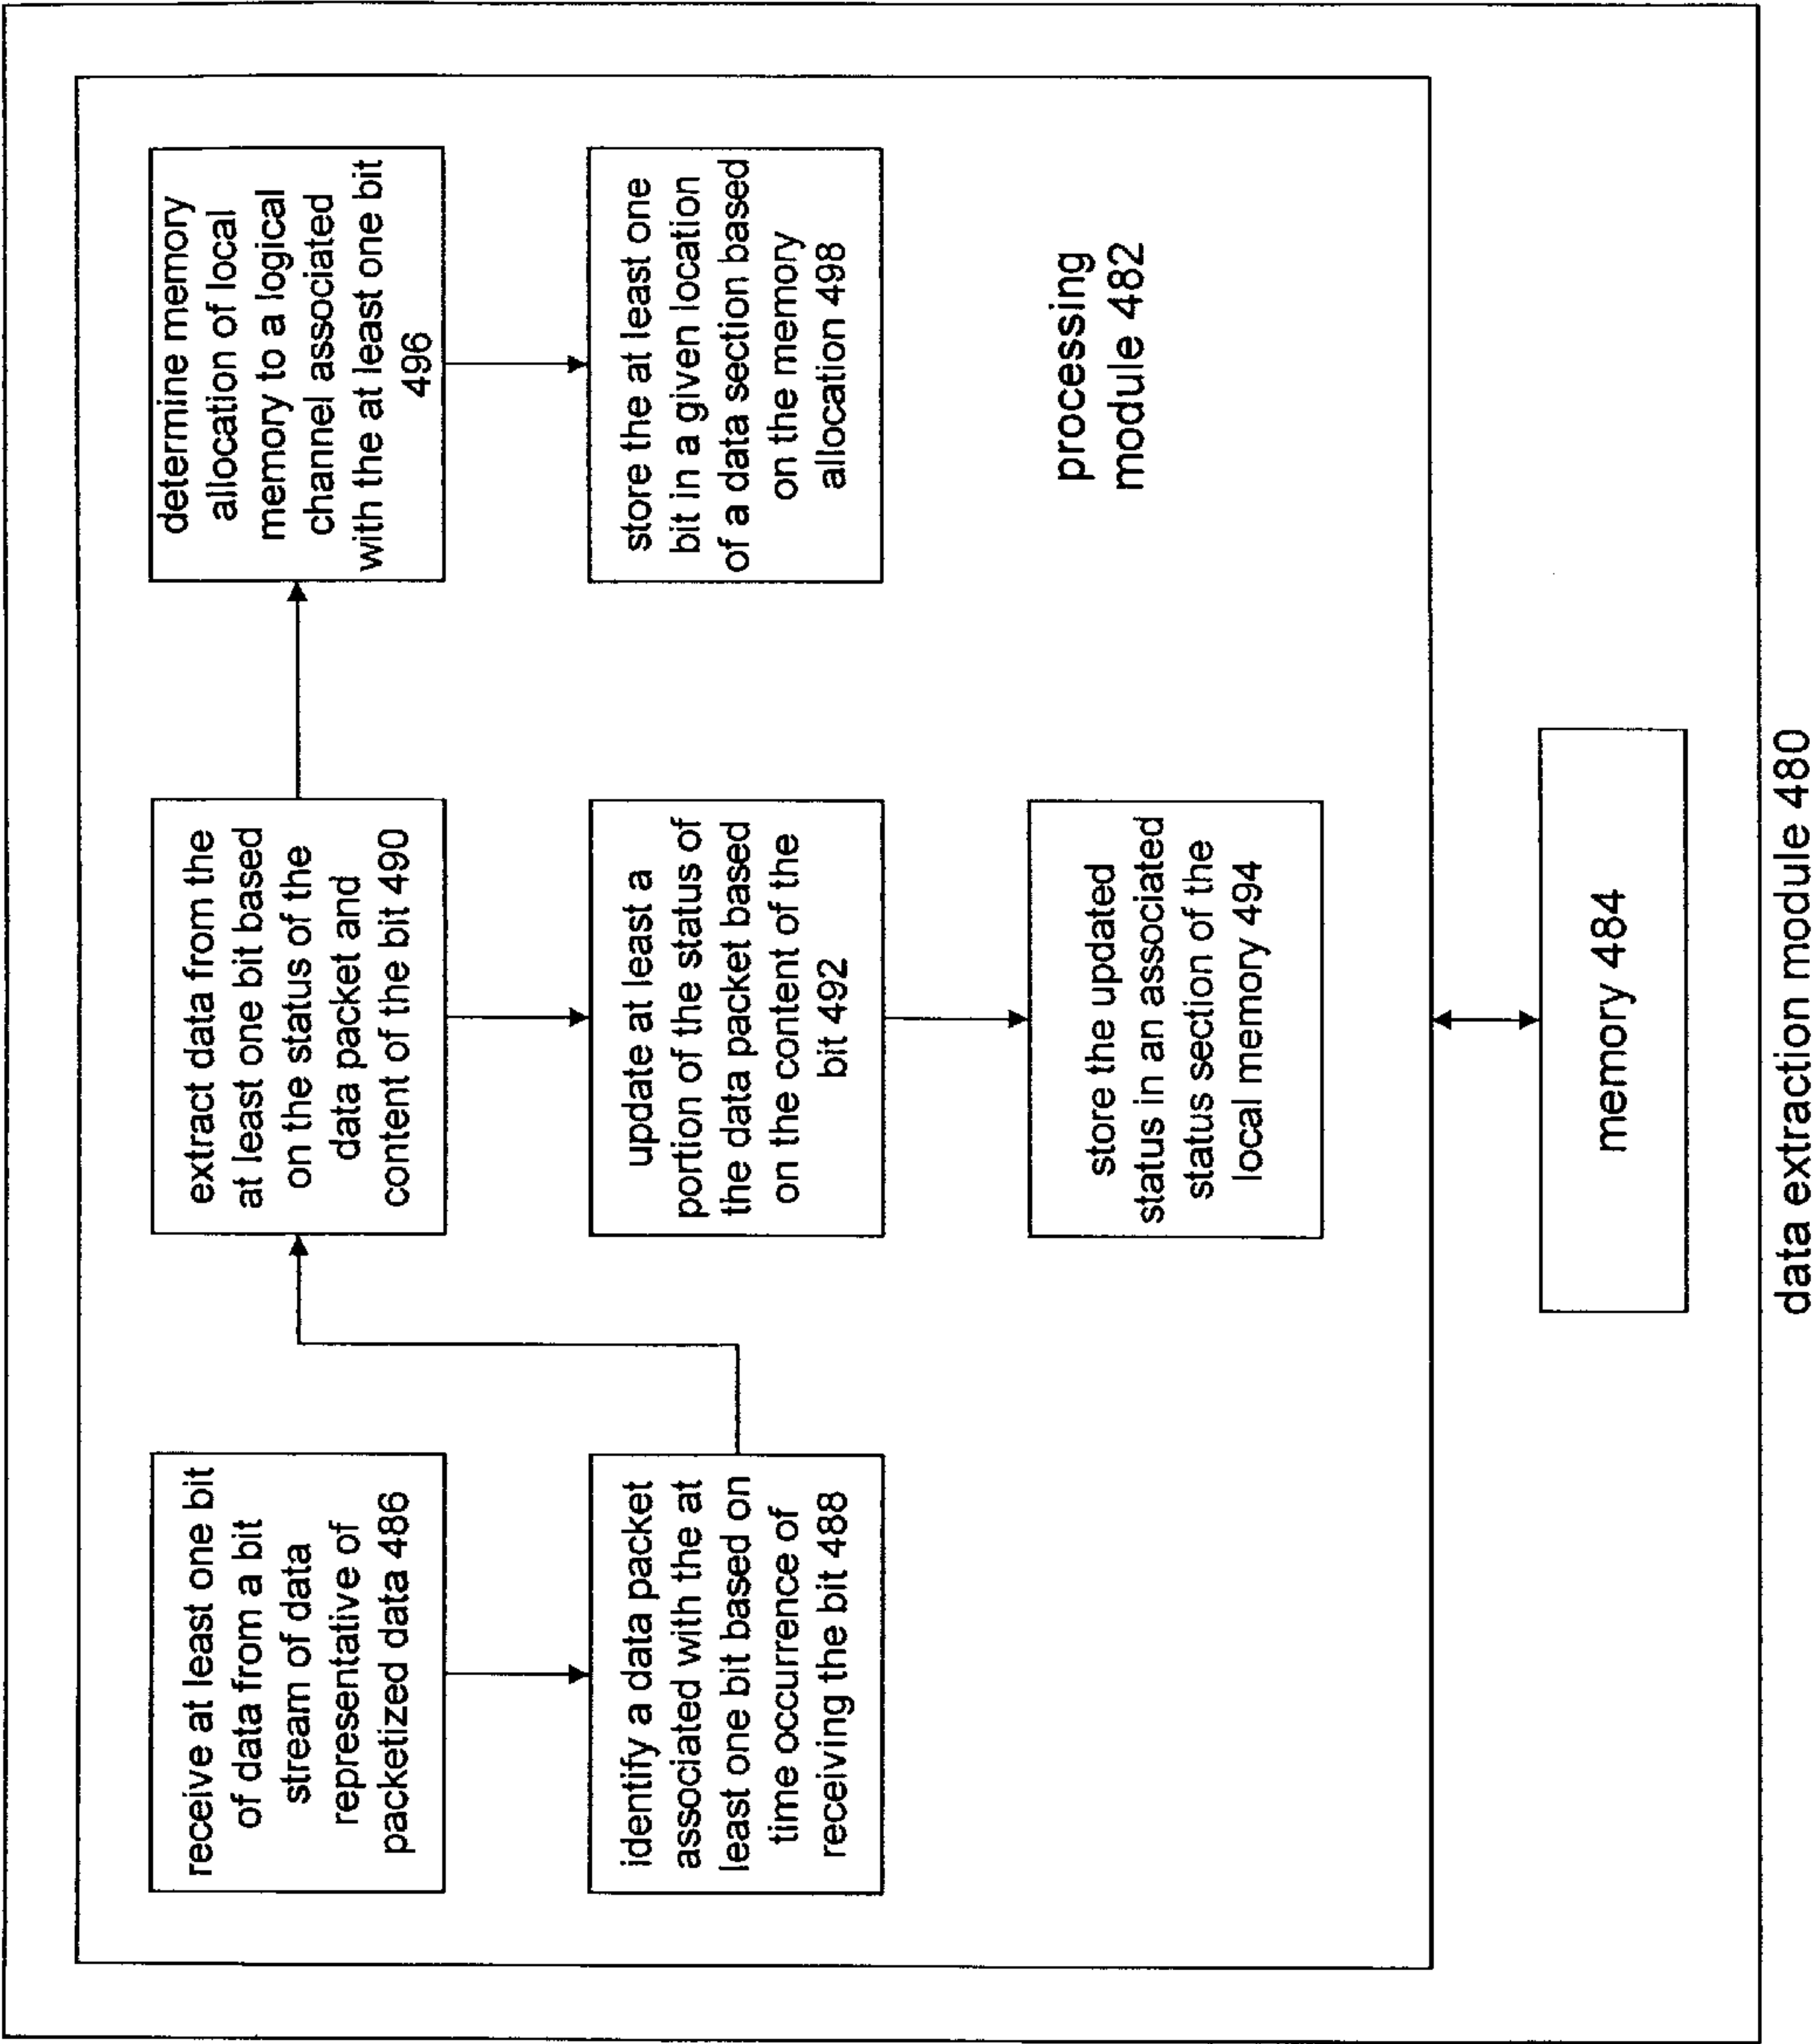 receive at least one bit
of data from a bit
stream of data
representative of
packetized data 486
identify a data packet
associated with the at
least one bit based on
time occurrence of
receiving the bit 488
extract data from the
at least one bit based
on the status of the
data packet and
content of the bit 490
update at least a
portion of the status of
the data packet based
on the content of the
bit 492
store the updated
status in an associated
status section of the
local memory 494
determine memory
allocation of local
memory to a logical
channel associated
with the at least one bit
496
store the at least one
bit in a given location
of a data section based
on the memory
allocation 498
processing
module 482
memory 484
data extraction module 480